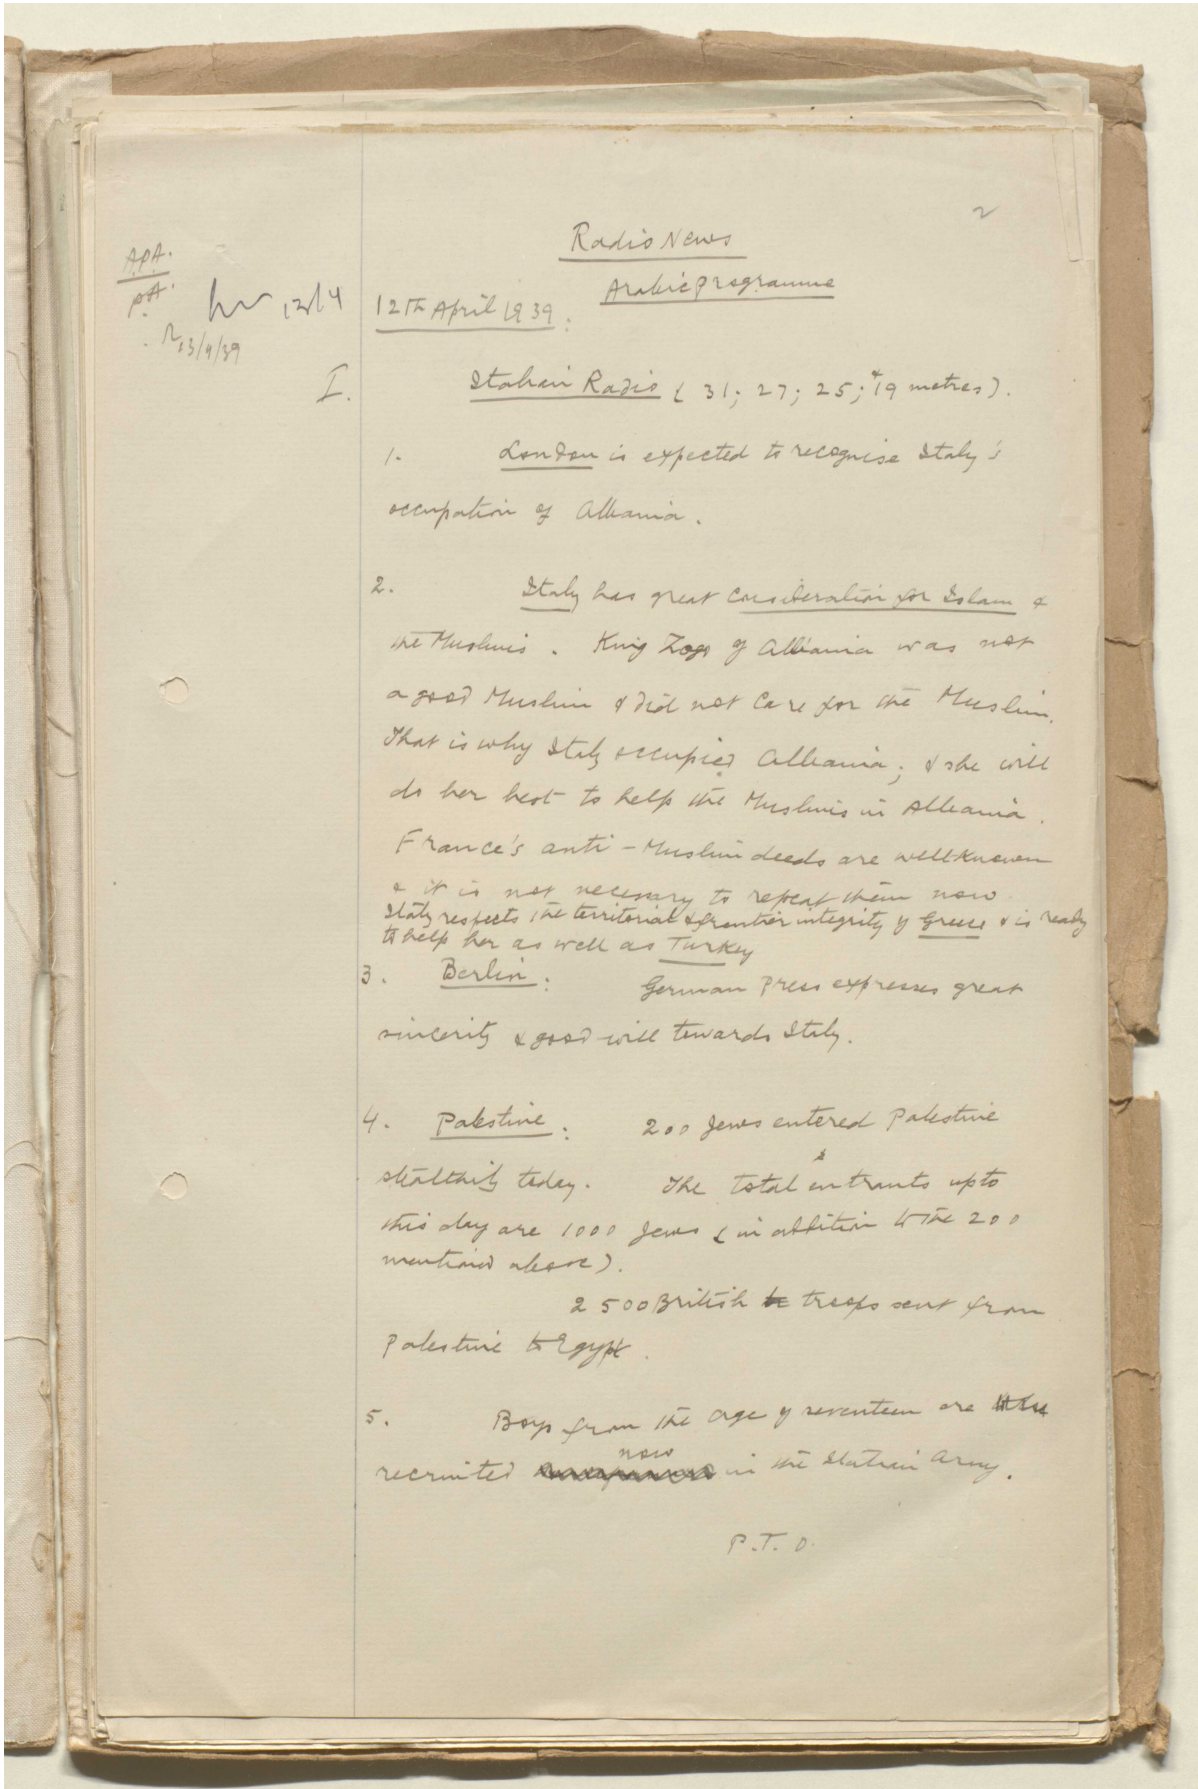 2
Radio News
Arabic programme
A.P.A.
P.A.
12/4
13/4/39
12th April 1939:
I. Italian Radio (31; 27; 25; & 19 metres).
1. London is expected to recognise Italy's
occupation of Albania.
2. Italy has great consideration for Islam &
the Muslims. King Zogo of Albania was not
a good Muslim & did not care for the Muslim.
That is why Italy occupied Albania; & she will
do her best to help the Muslims in Albania.
France's anti-Muslim deeds are wellknown
& it is not necessary to repeat them now.
Italy respects the territorial & frontier integrity of Greece & is ready
to help her as well as Turkey
3. Berlin: German Press expresses great
sincerity & good-will towards Italy.
4. Palestine: 200 Jews entered Palestine
stealthily today. The total entrants upto
this day are 1000 Jews (in addition to the 200
mentioned above).
2500 British troops sent from
Palestine to Egypt.
5. Boys from the age of seventeen are
recruited now in the Italian Army.
P.T.O.